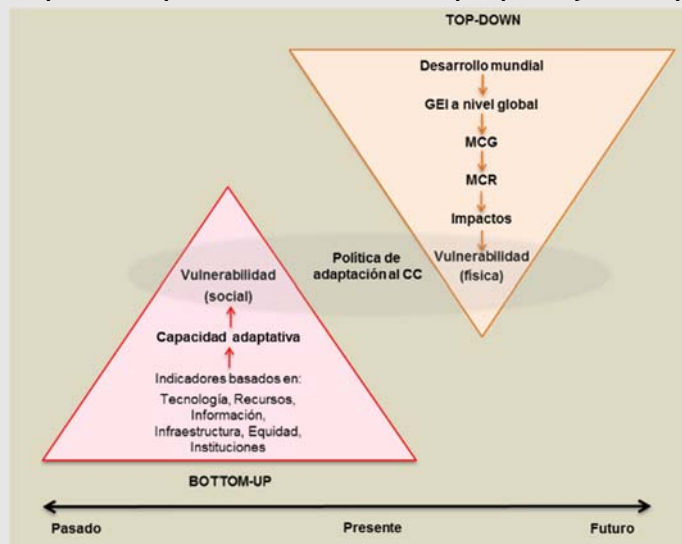 TOP-DOWN
Desarrollo mundial
GEI a nivel global
MCG
MCR
Impactos
Vulnerabilidad
(física)
Política de
adaptación al CC
Vulnerabilidad
(social)
Capacidad adaptativa
Indicadores basados en:
Tecnología, Recursos,
Información,
Infraestructura, Equidad,
Instituciones
BOTTOM-UP
Pasado
Presente
Futuro